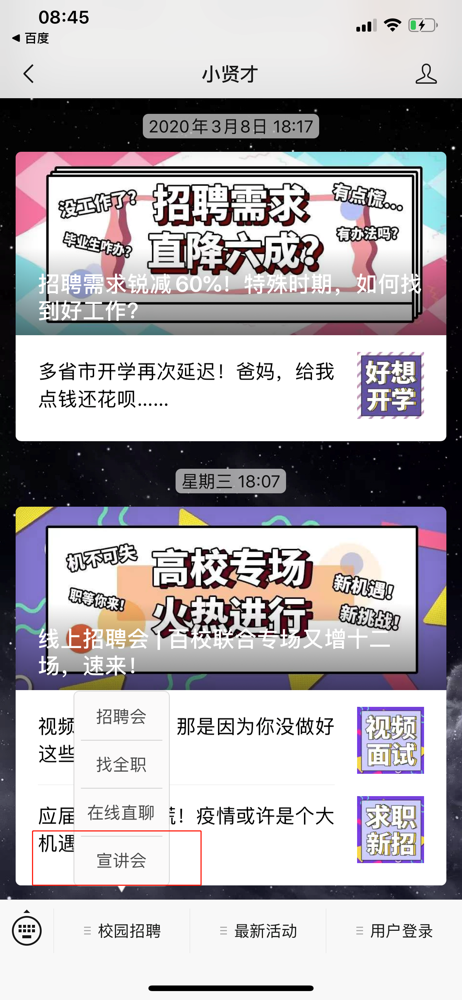 08:45
百度
小贤才
2020年3月8日 18:17
没工作了?
招聘需求
有点慌...
毕业生咋办?
直降六成?
有办法吗?
招聘需求锐减60%！特殊时期，如何找
到好工作?
多省市开学再次延迟！爸妈，给我
点钱还花呗......
好想
开学
星期三 18:07
机不可失
高校专场
新机遇!
职等你来!
火热进行
新挑战!
线上招聘会 | 百校联合专场又增十二
场，速来！
招聘会
视频
那是因为你没做好
这些
视频
面试
找全职
在线直聊
应届
！疫情或许是个大
机遇
求职
新招
宣讲会
校园招聘
最新活动
用户登录